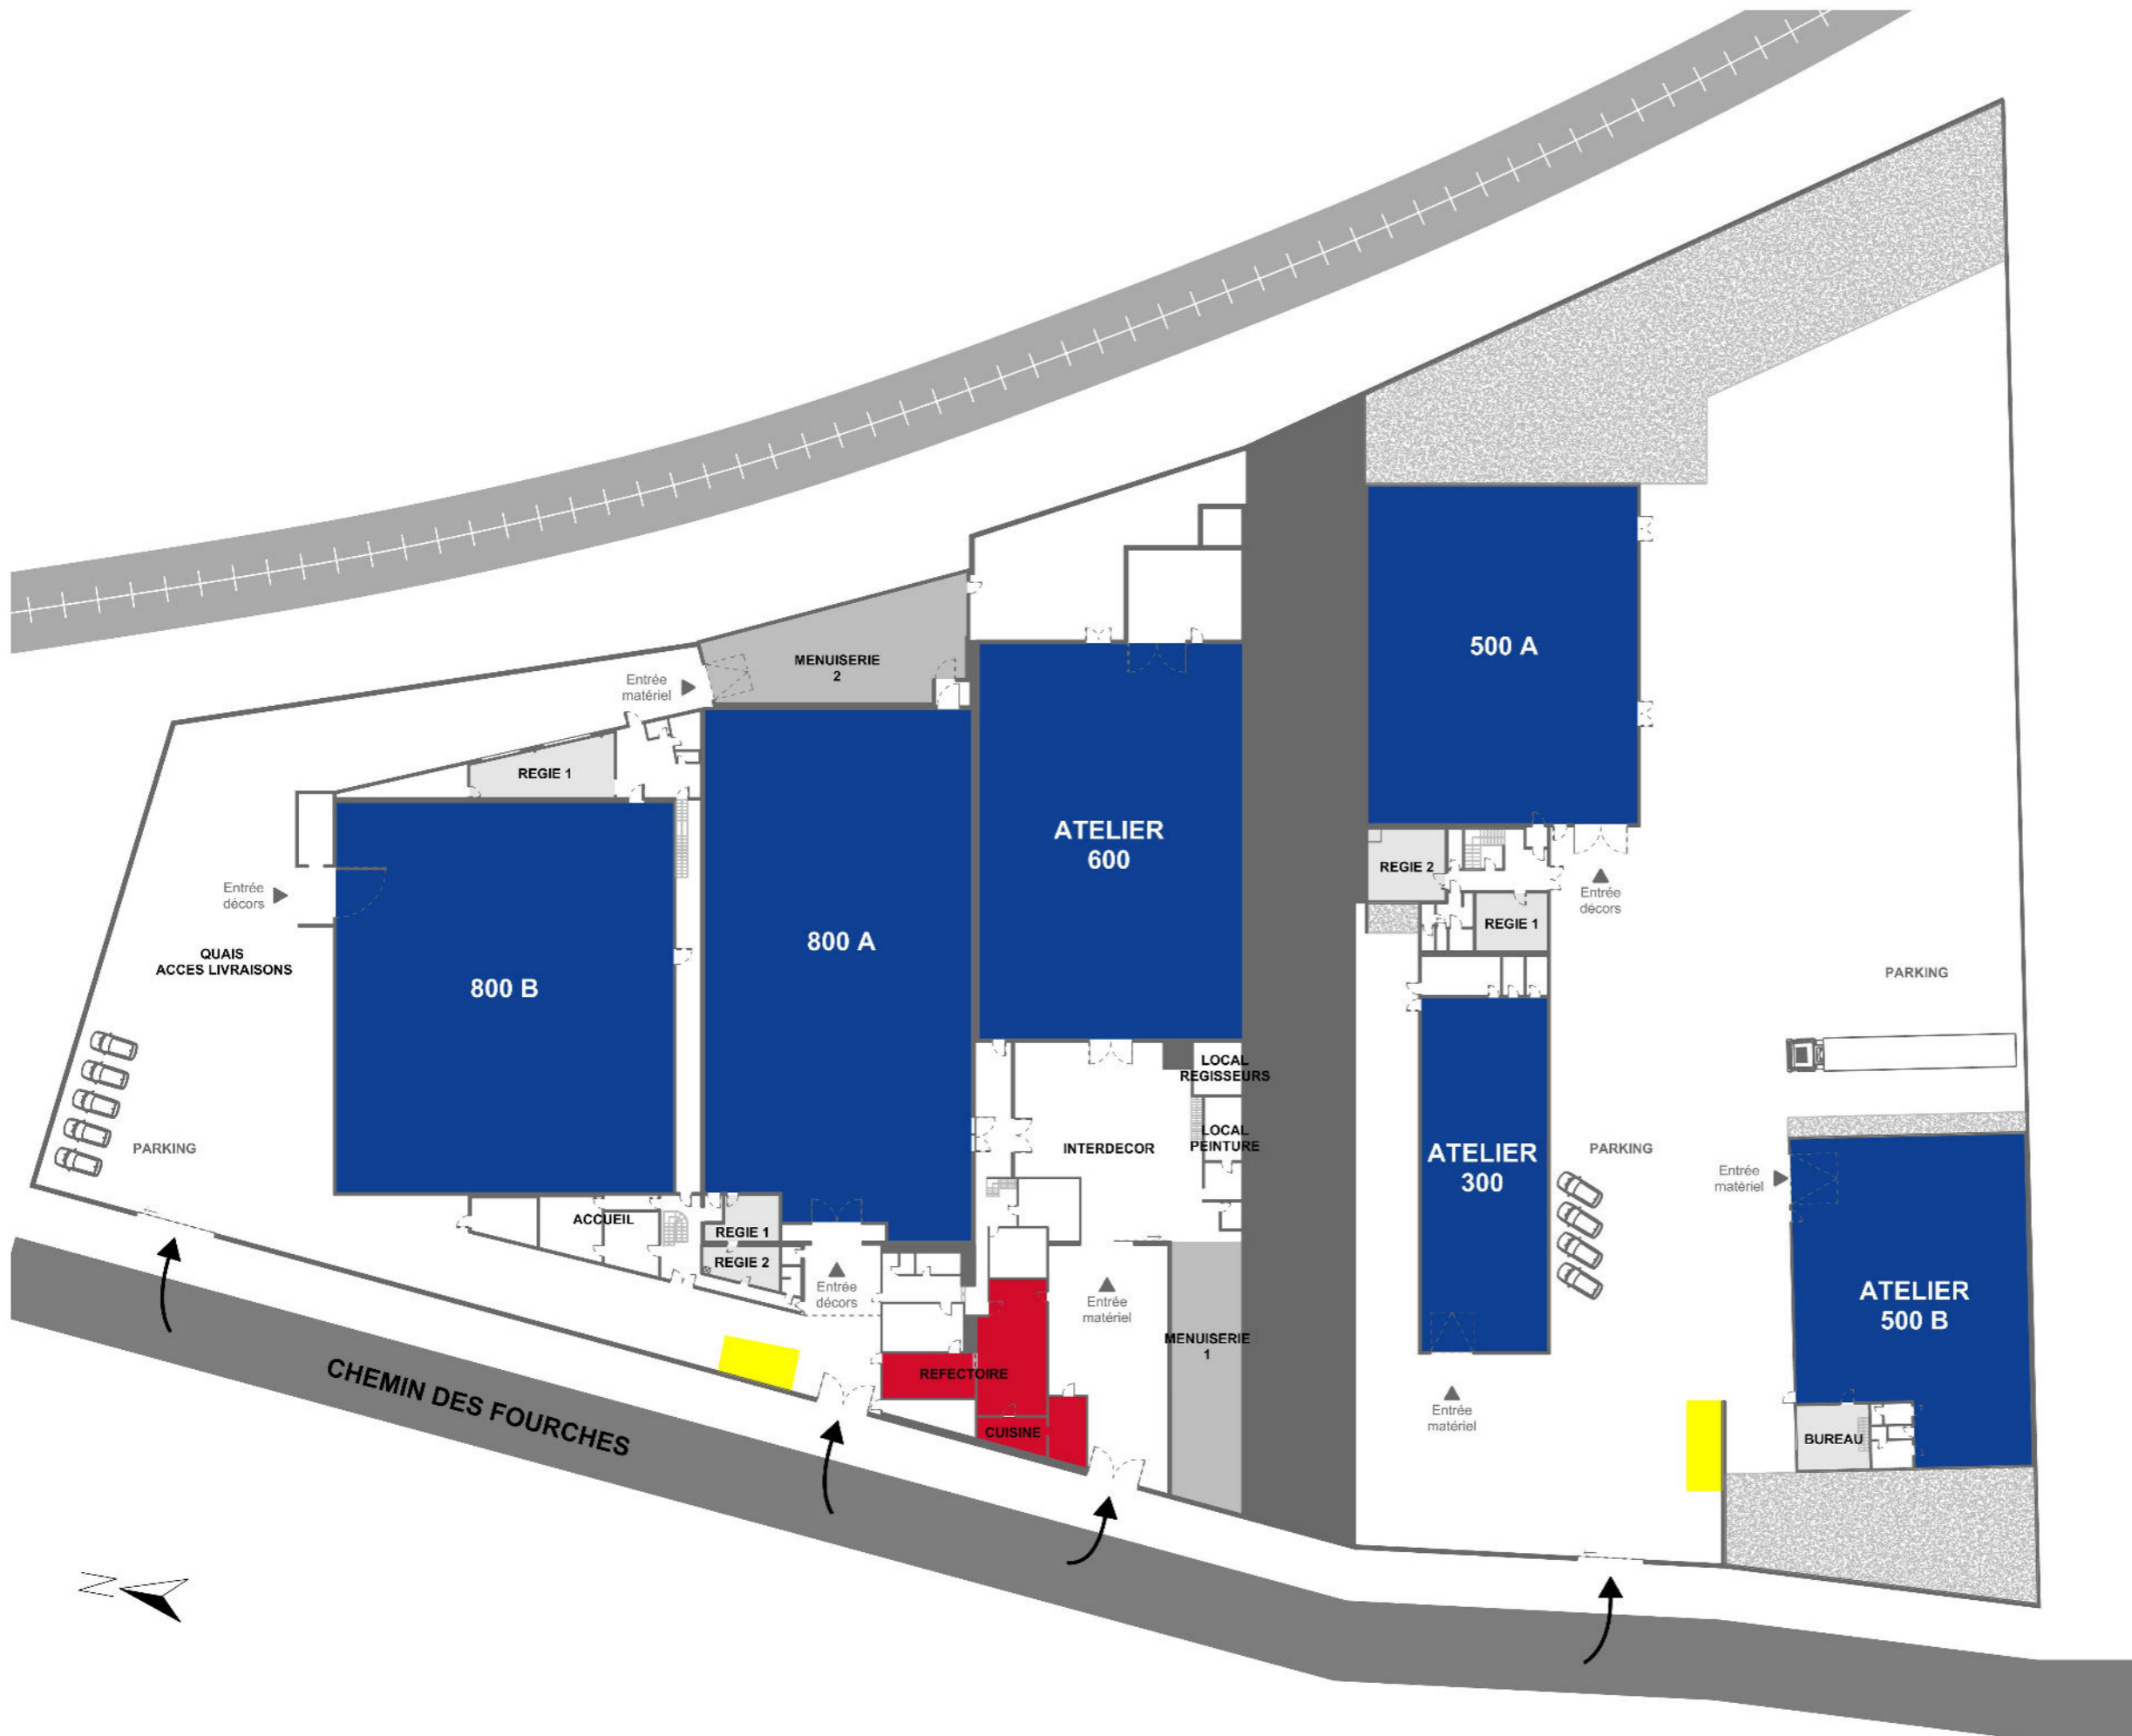 500 A
MENUISERIE
2
Entrée
matériel
REGIE 1
ATELIER
600
REGIE 2
Entrée
décors
Entrée
décors
REGIE 1
800 A
QUAIS
ACCES LIVRAISONS
800 B
PARKING
LOCAL
REGISSEURS
LOCAL
PEINTURE
INTERDECOR
PARKING
PARKING
ATELIER
300
Entrée
matériel
ACCUEIL
REGIE 1
REGIE 2
Entrée
décors
Entrée
matériel
ATELIER
500 B
MENUISERIE
1
REFECTOIRE
CUISINE
Entrée
matériel
BUREAU
CHEMIN DES FOURCHES
N